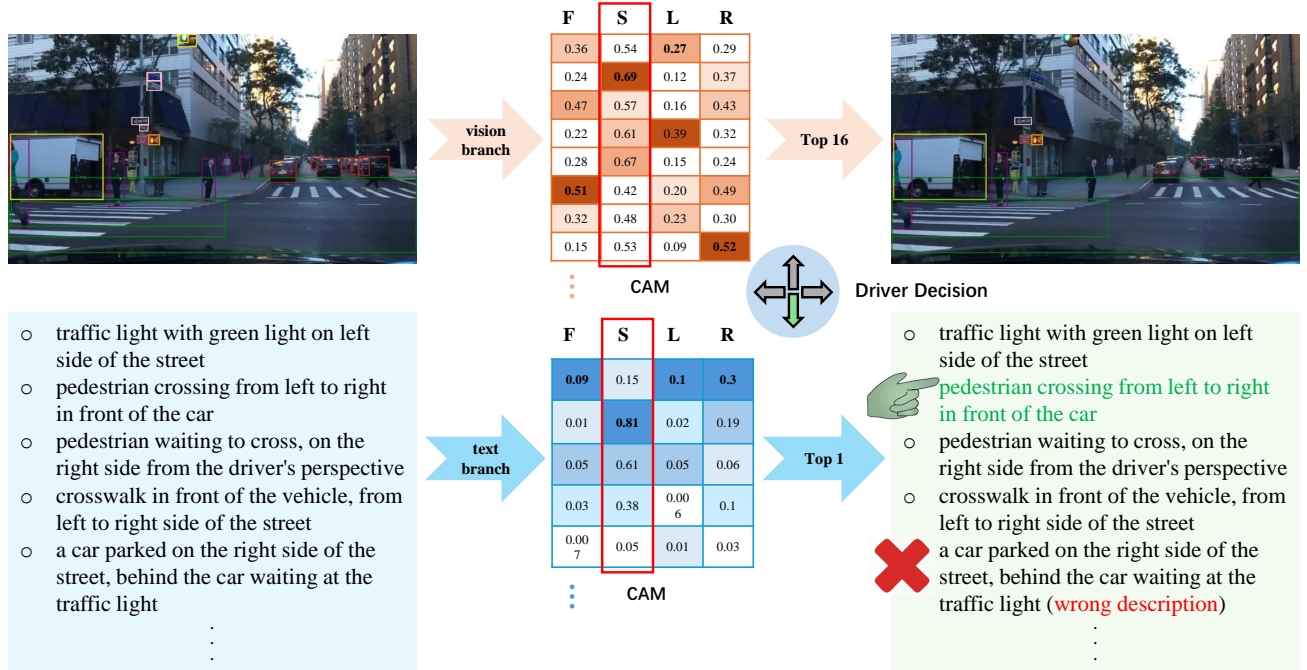 F S L R
0.36 0.54 0.27 0.29
0.24 0.69 0.12 0.37
0.47 0.57 0.16 0.43
0.22 0.61 0.39 0.32
0.28 0.67 0.15 0.24
0.51 0.42 0.20 0.49
0.32 0.48 0.23 0.30
0.15 0.53 0.09 0.52
vision
branch
Top 16
CAM
Driver Decision
○ traffic light with green light on left
side of the street
○ pedestrian crossing from left to right
in front of the car
○ pedestrian waiting to cross, on the
right side from the driver's perspective
○ crosswalk in front of the vehicle, from
left to right side of the street
○ a car parked on the right side of the
street, behind the car waiting at the
traffic light
text
branch
F S L R
0.09 0.15 0.1 0.3
0.01 0.81 0.02 0.19
0.05 0.61 0.05 0.06
0.03 0.38 0.00 0.1
6
0.00 0.05 0.01 0.03
7
CAM
Top 1
○ traffic light with green light on left
side of the street
pedestrian crossing from left to right
in front of the car
○ pedestrian waiting to cross, on the
right side from the driver's perspective
○ crosswalk in front of the vehicle, from
left to right side of the street
a car parked on the right side of the
street, behind the car waiting at the
traffic light (wrong description)